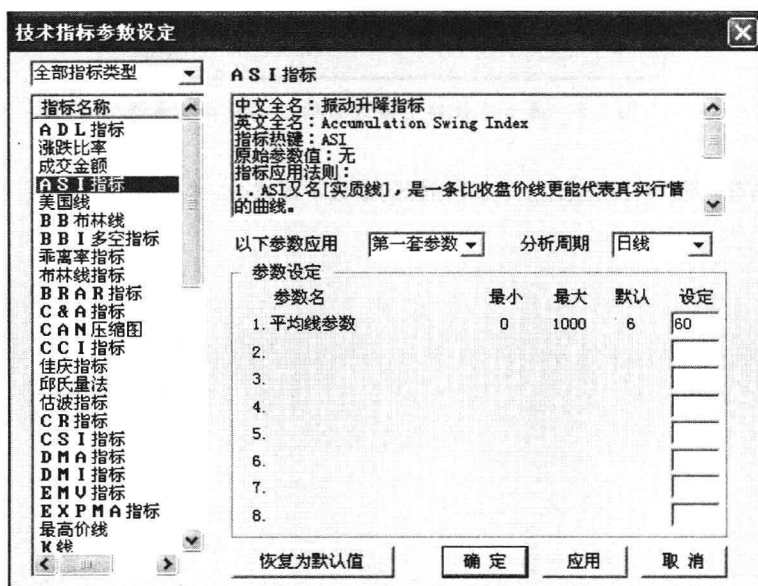 技术指标参数设定
全部指标类型
指标名称
ADL指标
涨跌比率
成交金额
ASI指标
美国线
BB布林线
BBI多空指标
乖离率指标
布林线指标
BRAR指标
C&A指标
CAN压缩图
CCI指标
佳庆指标
邱氏量法
估波指标
CR指标
CSI指标
DMA指标
DMI指标
EMV指标
EXPMA指标
最高价线
K线
ASI指标
中文全名：振动升降指标
英文全名：Accumulation Swing Index
指标热键：ASI
原始参数值：无
指标应用法则：
1.ASI又名[实质线]，是一条比收盘价线更能代表真实行情
的曲线。
以下参数应用 第一套参数 分析周期 日线
参数设定
参数名 最小 最大 默认 设定
1.平均线参数 0 1000 6 60
2.
3.
4.
5.
6.
7.
8.
恢复为默认值 确定 应用 取消